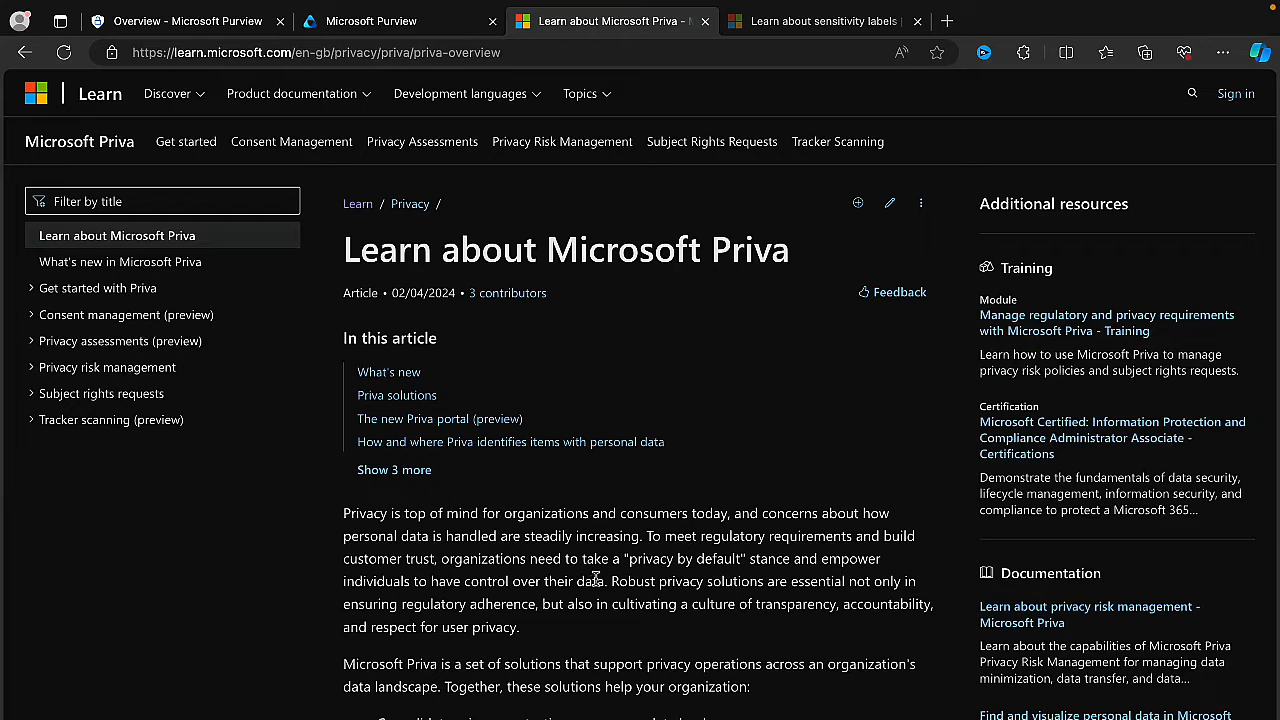 Overview - Microsoft Purview
Microsoft Purview
Learn about Microsoft Priva -
Learn about sensitivity labels
https://learn.microsoft.com/en-gb/privacy/priva/priva-overview
Learn
Discover
Product documentation
Development languages
Topics
Sign in
Microsoft Priva
Get started
Consent Management
Privacy Assessments
Privacy Risk Management
Subject Rights Requests
Tracker Scanning
Filter by title
Learn about Microsoft Priva
What's new in Microsoft Priva
Get started with Priva
Consent management (preview)
Privacy assessments (preview)
Privacy risk management
Subject rights requests
Tracker scanning (preview)
Learn / Privacy /
Learn about Microsoft Priva
Article • 02/04/2024 • 3 contributors
Feedback
In this article
What's new
Priva solutions
The new Priva portal (preview)
How and where Priva identifies items with personal data
Show 3 more
Privacy is top of mind for organizations and consumers today, and concerns about how
personal data is handled are steadily increasing. To meet regulatory requirements and build
customer trust, organizations need to take a "privacy by default" stance and empower
individuals to have control over their data. Robust privacy solutions are essential not only in
ensuring regulatory adherence, but also in cultivating a culture of transparency, accountability,
and respect for user privacy.
Microsoft Priva is a set of solutions that support privacy operations across an organization's
data landscape. Together, these solutions help your organization:
Additional resources
Training
Module
Manage regulatory and privacy requirements
with Microsoft Priva - Training
Learn how to use Microsoft Priva to manage
privacy risk policies and subject rights requests.
Certification
Microsoft Certified: Information Protection and
Compliance Administrator Associate -
Certifications
Demonstrate the fundamentals of data security,
lifecycle management, information security, and
compliance to protect a Microsoft 365...
Documentation
Learn about privacy risk management -
Microsoft Priva
Learn about the capabilities of Microsoft Priva
Privacy Risk Management for managing data
minimization, data transfer, and data...
Find and visualize personal data in Microsoft